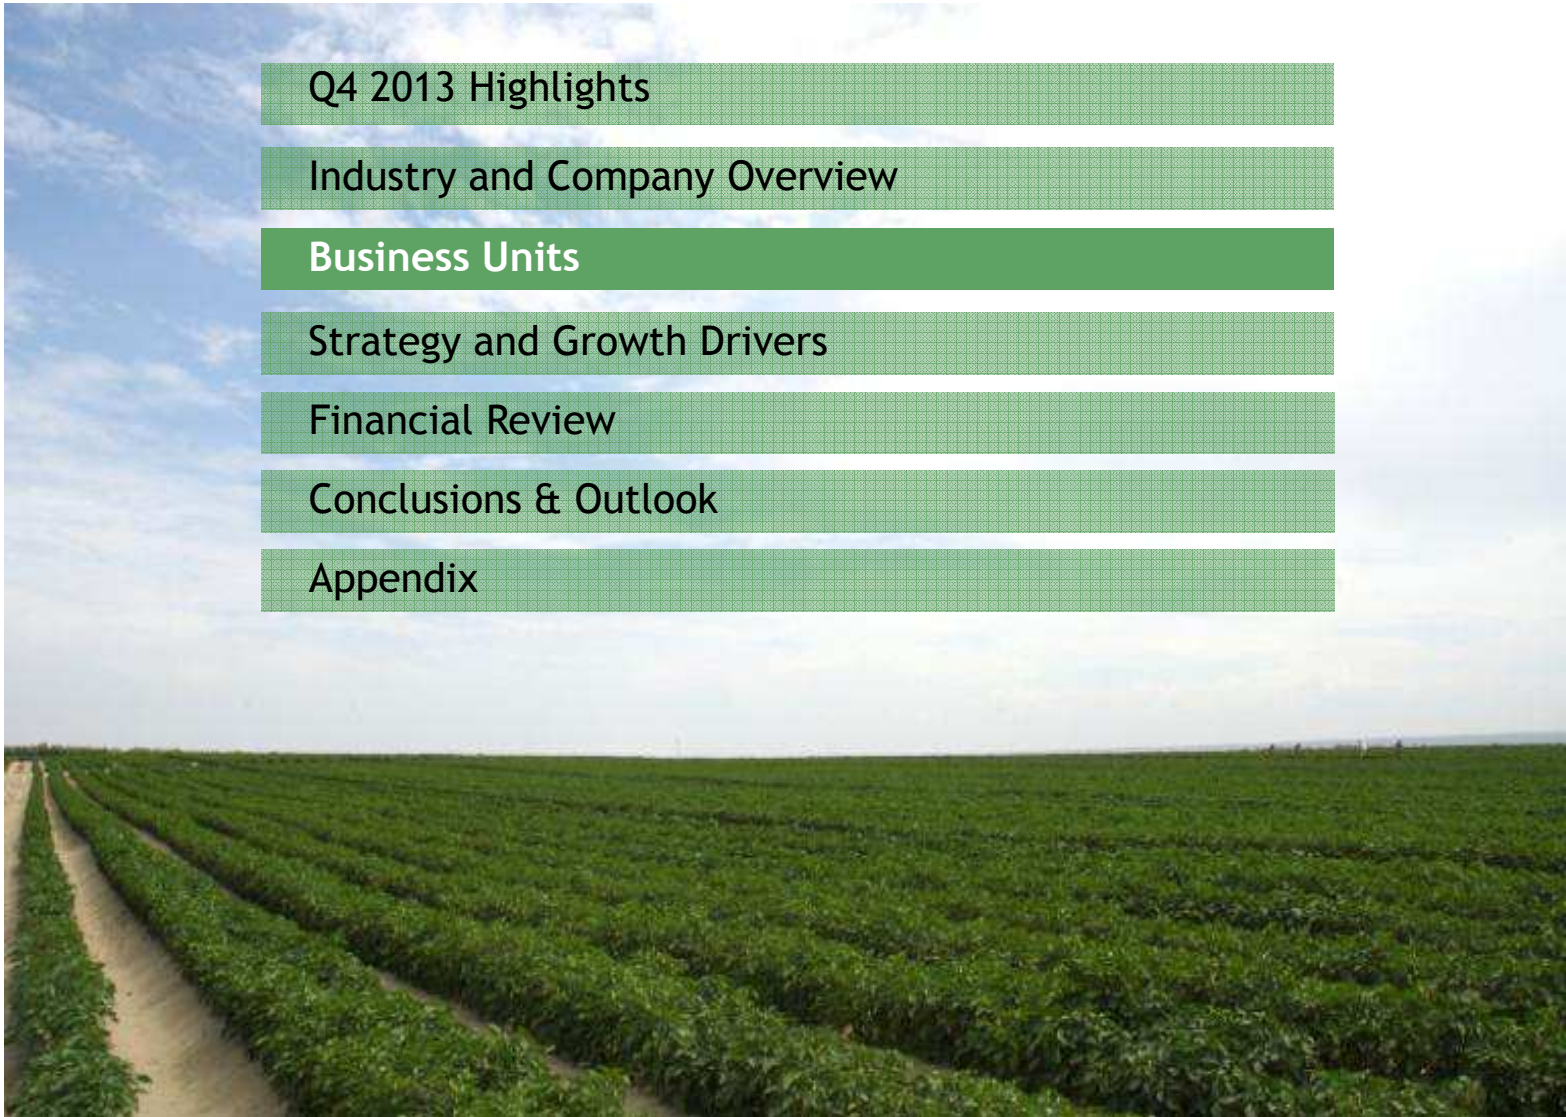 Q4 2013 Highlights
Industry and Company Overview
Business Units
Strategy and Growth Drivers
Financial Review
Conclusions & Outlook
Appendix